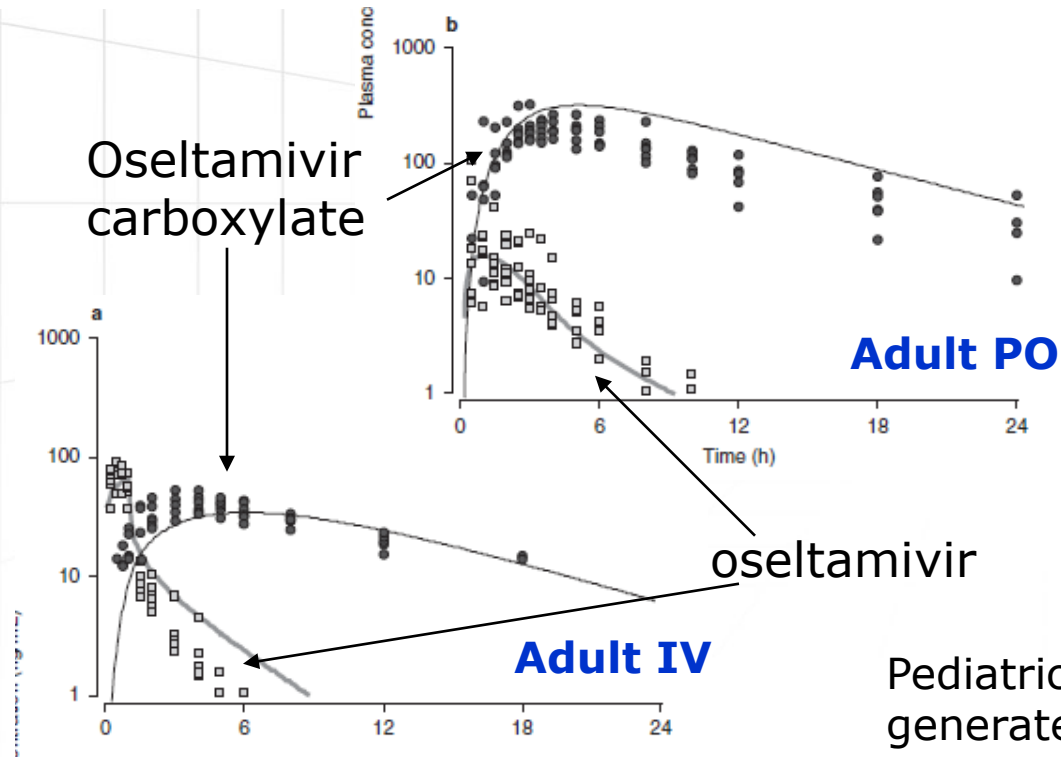 b
Plasma conc
1000
100
10
1
0 6 12 18 24
Time (h)
Adult PO
Oseltamivir
carboxylate
a
1000
100
10
1
0 6 12 18 24
Adult IV
oseltamivir
Pediatric
generate